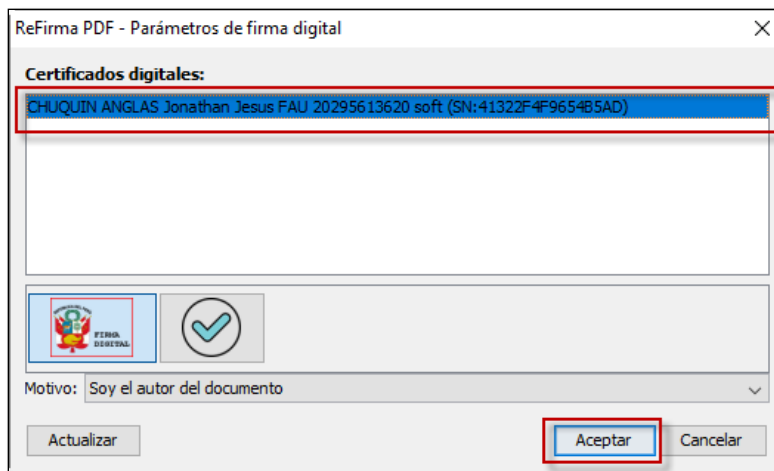 ReFirma PDF - Parámetros de firma digital
Certificados digitales:
CHUQUIN ANGLAS Jonathan Jesus FAU 20295613620 soft (SN:41322F4F9654B5AD)
FIRMA
DIGITAL
Motivo: Soy el autor del documento
Actualizar Aceptar Cancelar